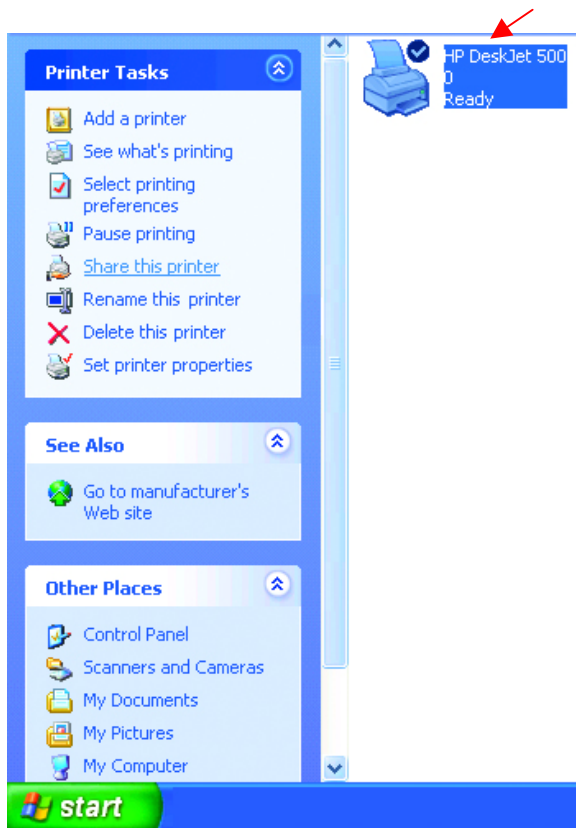 Printer Tasks
Add a printer
See what's printing
Select printing
preferences
Pause printing
Share this printer
Rename this printer
Delete this printer
Set printer properties
See Also
Go to manufacturer's
Web site
Other Places
Control Panel
Scanners and Cameras
My Documents
My Pictures
My Computer
HP DeskJet 500
0
Ready
start